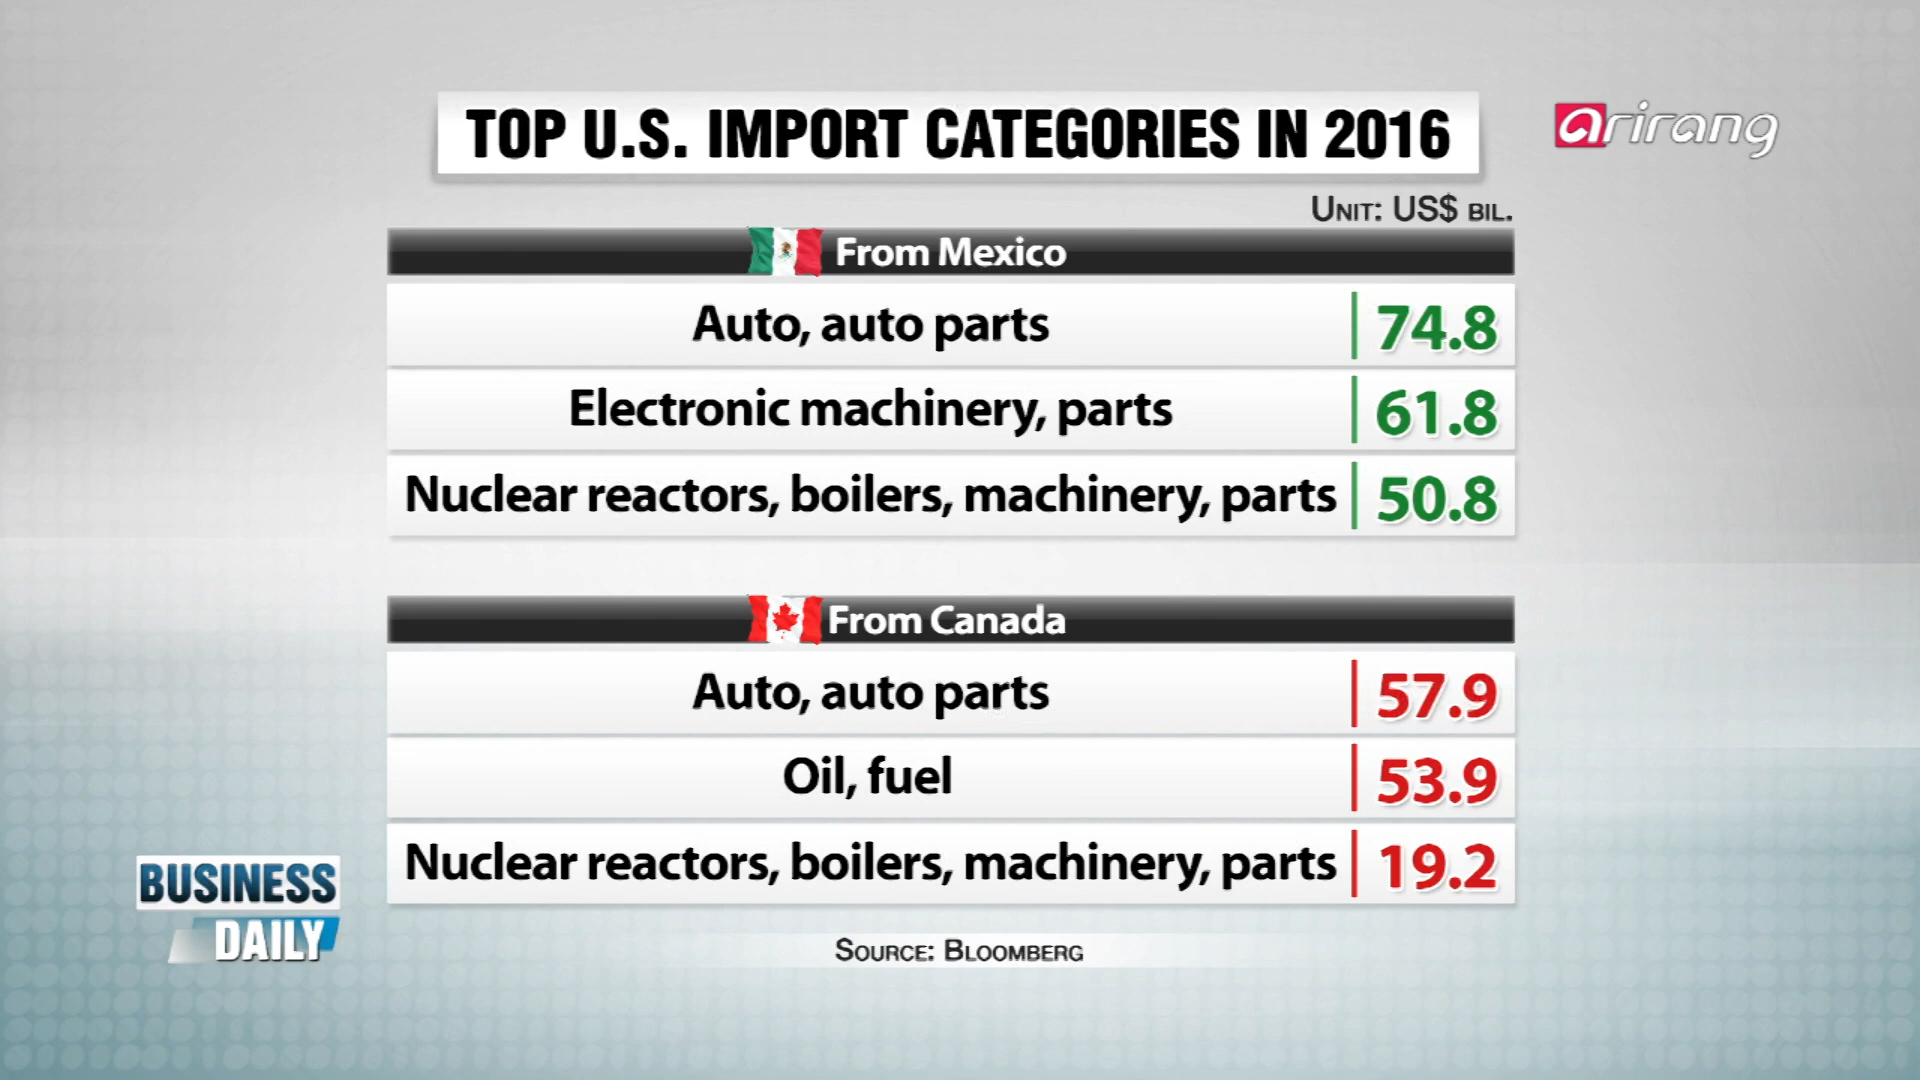 TOP U.S. IMPORT CATEGORIES IN 2016
arirang
UNIT: US$ BIL.
From Mexico
Auto, auto parts 74.8
Electronic machinery, parts 61.8
Nuclear reactors, boilers, machinery, parts 50.8
From Canada
Auto, auto parts 57.9
Oil, fuel 53.9
Nuclear reactors, boilers, machinery, parts 19.2
BUSINESS
DAILY
SOURCE: BLOOMBERG